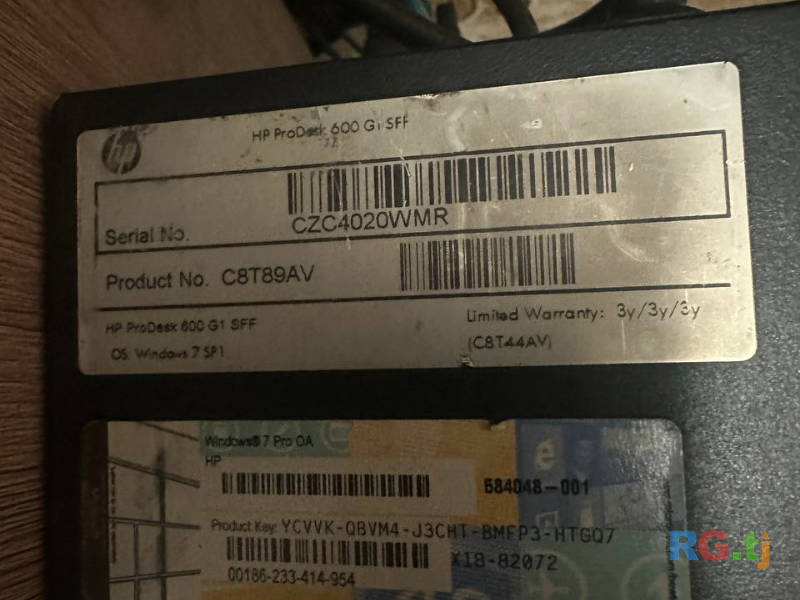 hp
HP ProDesk 600 G1 SFF
Serial No.
CZC4020WMR
Product No. C8T89AV
HP ProDesk 600 G1 SFF
Limited Warranty: 3y/3y/3y
OS: Windows 7 SP1
(C8T44AV)
Windows® 7 Pro OA
HP
684048-001
Product Key: YCVVK-QBVM4-J3CHT-BMFP3-HTGQ7
X18-82072
00186-233-414-954
RG.tj